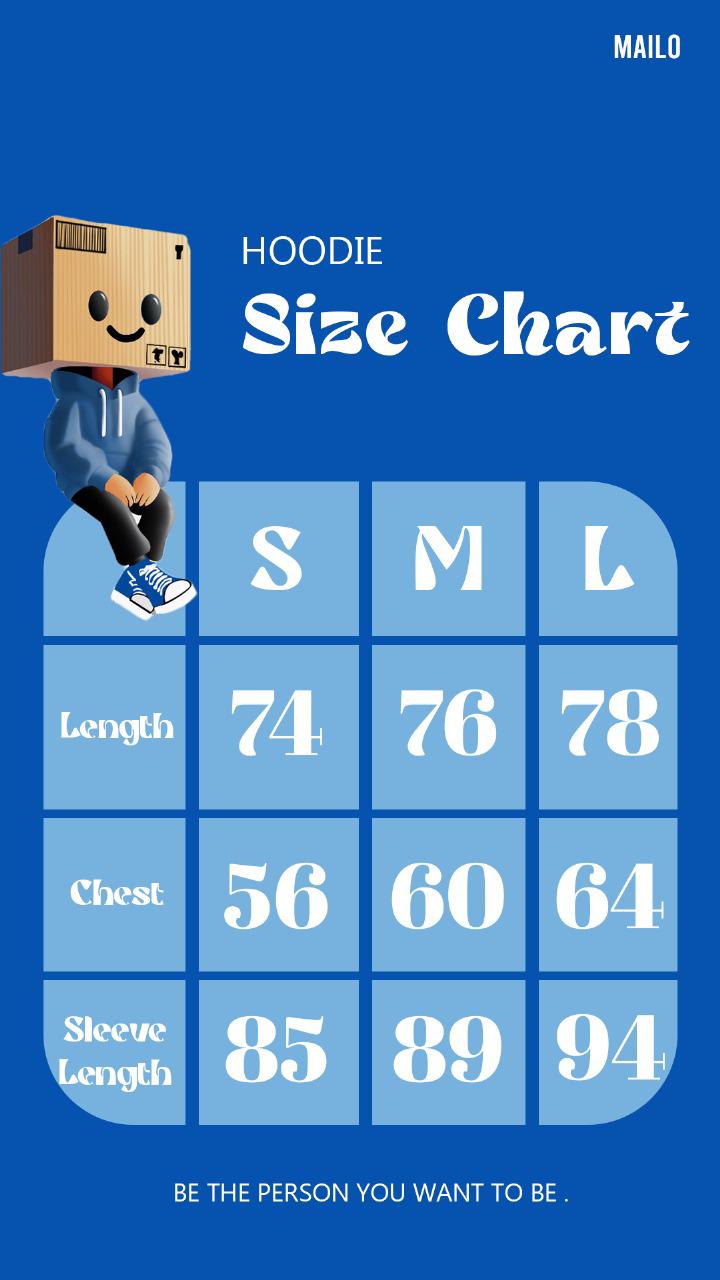 MAILO
HOODIE
Size Chart
S M L
Length 74 76 78
Chest 56 60 64
Sleeve
Length 85 89 94
BE THE PERSON YOU WANT TO BE .